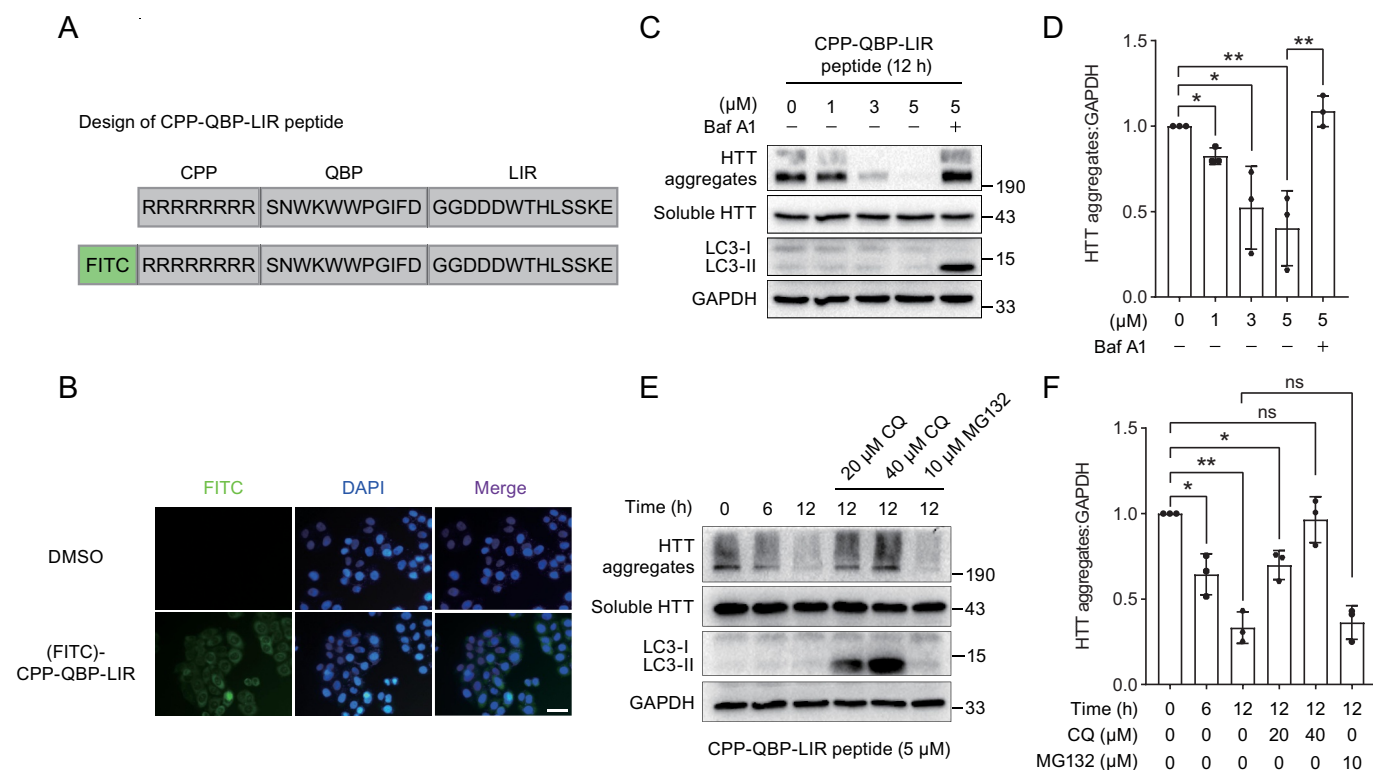 A
Design of CPP-QBP-LIR peptide
CPP QBP LIR
RRRRRRRR SNWKWWPGIFD GGDDDWTHLSSKE
FITC RRRRRRRR SNWKWWPGIFD GGDDDWTHLSSKE
B
FITC DAPI Merge
DMSO
(FITC)-
CPP-QBP-LIR
C
CPP-QBP-LIR
peptide (12 h)
(µM) 0 1 3 5 5
Baf A1 − − − − +
HTT
aggregates
190
Soluble HTT
43
LC3-I
LC3-II
15
GAPDH
33
D
HTT aggregates:GAPDH
1.5
1.0
0.5
0.0
* * ** **
(µM) 0 1 3 5 5
Baf A1 − − − − +
E
20 µM CQ
40 µM CQ
10 µM MG132
Time (h) 0 6 12 12 12 12
HTT
aggregates
190
Soluble HTT
43
LC3-I
LC3-II
15
GAPDH
33
CPP-QBP-LIR peptide (5 µM)
F
HTT aggregates:GAPDH
1.5
1.0
0.5
0.0
* ** * ns ns
Time (h) 0 6 12 12 12 12
CQ (µM) 0 0 0 20 40 0
MG132 (µM) 0 0 0 0 0 10